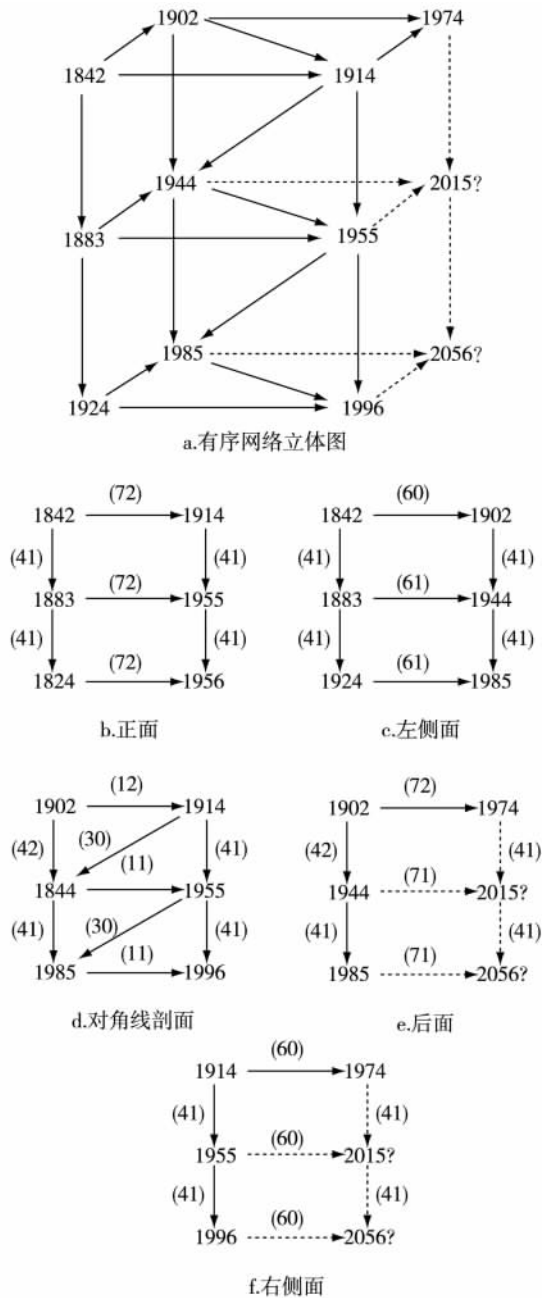 1902 1974
1842 1914
1944 2015?
1883 1955
1985 2056?
1924 1996
a.有序网络立体图
(72) (60)
1842 1914 1842 1902
(41) (41) (41) (41)
(72) (61)
1883 1955 1883 1944
(41) (41) (41) (41)
(72) (61)
1824 1956 1924 1985
b.正面 c.左侧面
(12) (72)
1902 1914 1902 1974
(42) (30) (41) (42) (41)
(11) (71)
1844 1955 1944 2015?
(41) (30) (41) (41) (41)
(11) (71)
1985 1996 1985 2056?
d.对角线剖面 e.后面
(60)
1914 1974
(41) (41)
(60)
1955 2015?
(41) (41)
(60)
1996 2056?
f.右侧面